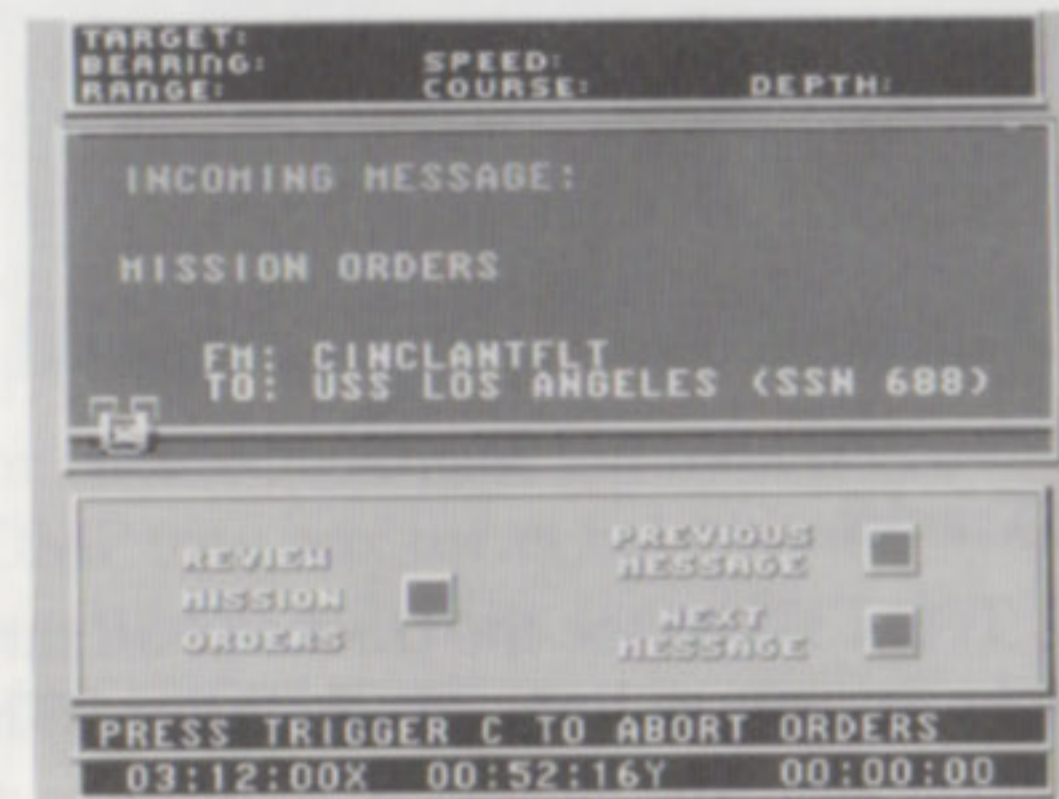 TARGET:
BEARING: SPEED:
RANGE: COURSE: DEPTH:
INCOMING MESSAGE:
MISSION ORDERS
FM: CINCLANTFLT
TO: USS LOS ANGELES (SSN 688)
REVIEW
MISSION
ORDERS
PREVIOUS
MESSAGE
NEXT
MESSAGE
PRESS TRIGGER C TO ABORT ORDERS
03:12:00X 00:52:16Y 00:00:00